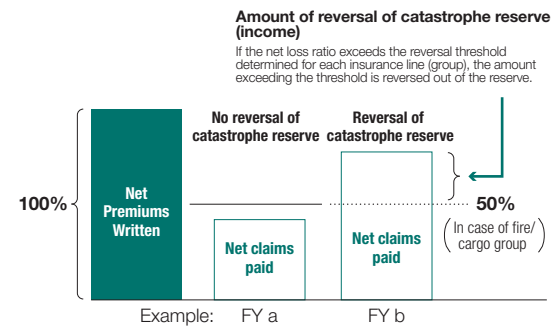 Amount of reversal of catastrophe reserve
(income)
If the net loss ratio exceeds the reversal threshold
determined for each insurance line (group), the amount
exceeding the threshold is reversed out of the reserve.
No reversal of
catastrophe reserve
Reversal of
catastrophe reserve
100%
Net
Premiums
Written
Net claims
paid
Net claims
paid
50%
(In case of fire/
cargo group)
Example: FY a FY b